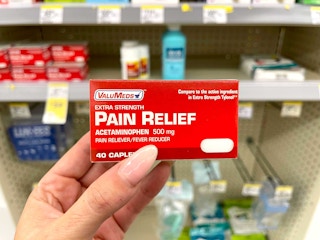 VALUMEDS
EXTRA STRENGTH
PAIN RELIEF
ACETAMINOPHEN 500 mg
PAIN RELIEVER/FEVER REDUCER
40 CAPLE
Compare to the active ingredient
in Extra Strength Tylenol